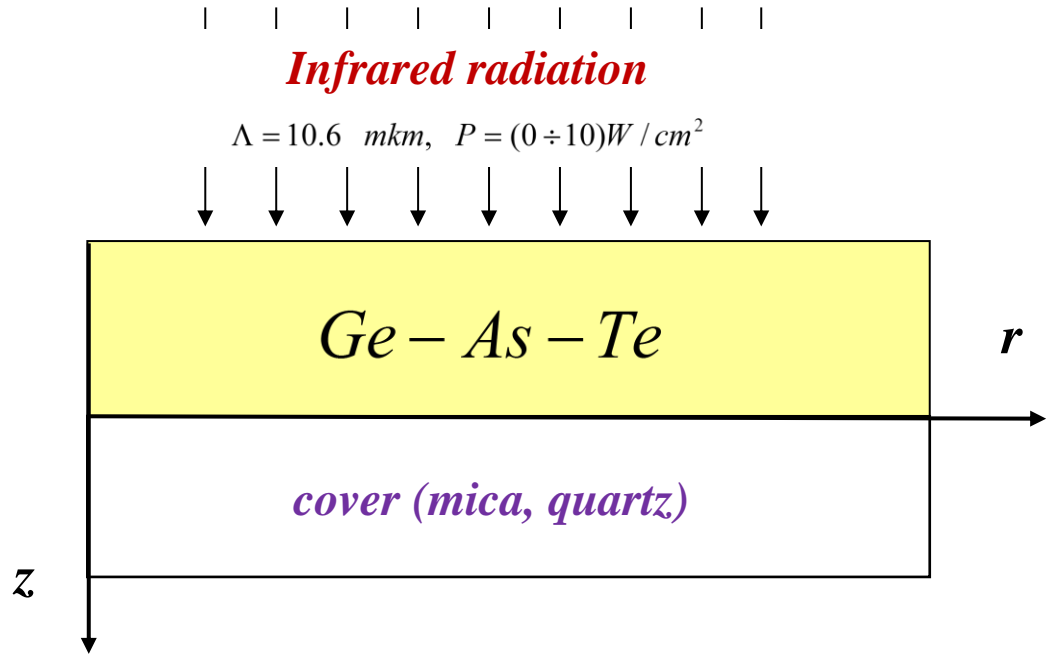 Infrared radiation
Λ = 10.6 mkm, P = (0 ÷ 10)W / cm²
Ge − As − Te
r
cover (mica, quartz)
z